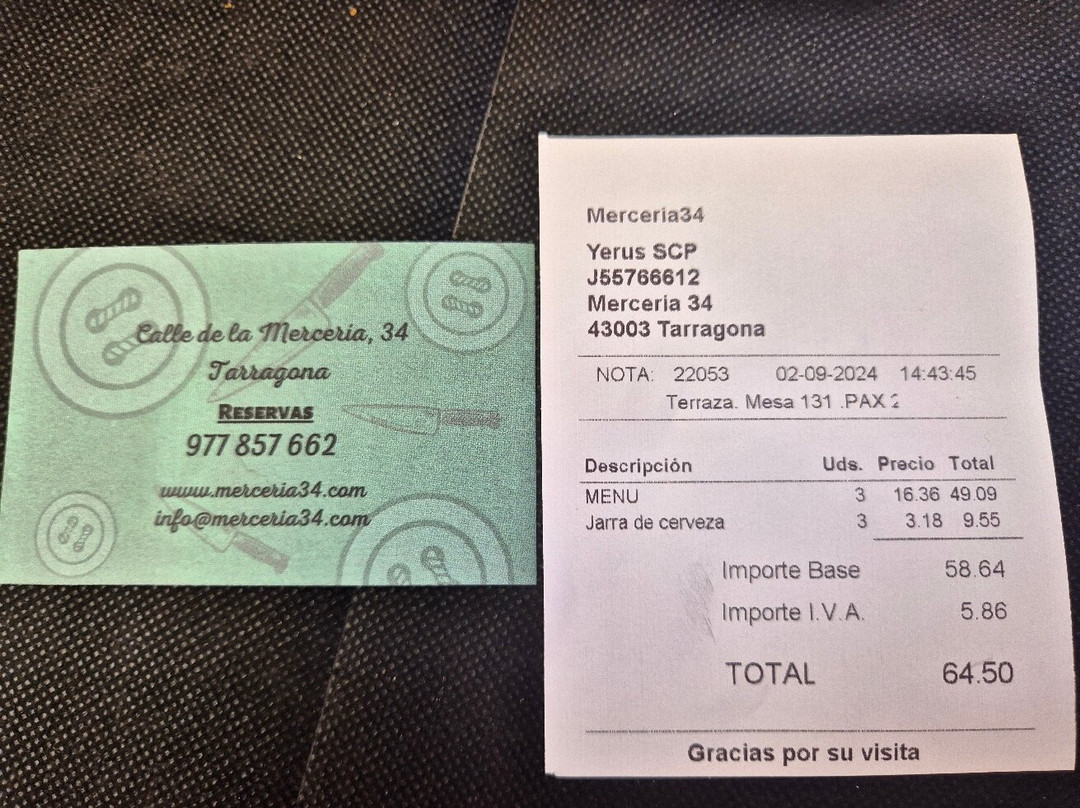 Calle de la Mercería, 34
Tarragona
RESERVAS
977 857 662
www.merceria34.com
info@merceria34.com
Merceria34
Yerus SCP
J55766612
Merceria 34
43003 Tarragona
NOTA: 22053 02-09-2024 14:43:45
Terraza. Mesa 131 .PAX 2
Descripción Uds. Precio Total
MENU 3 16.36 49.09
Jarra de cerveza 3 3.18 9.55
Importe Base 58.64
Importe I.V.A. 5.86
TOTAL 64.50
Gracias por su visita